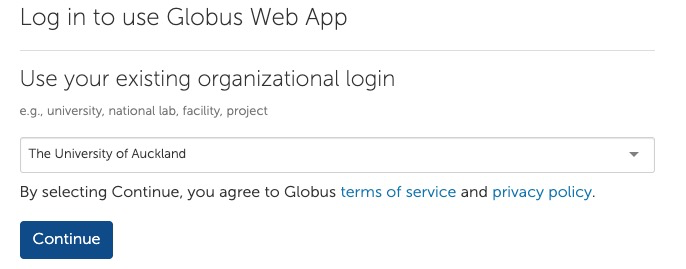 Log in to use Globus Web App
Use your existing organizational login
e.g., university, national lab, facility, project
The University of Auckland
By selecting Continue, you agree to Globus terms of service and privacy policy.
Continue